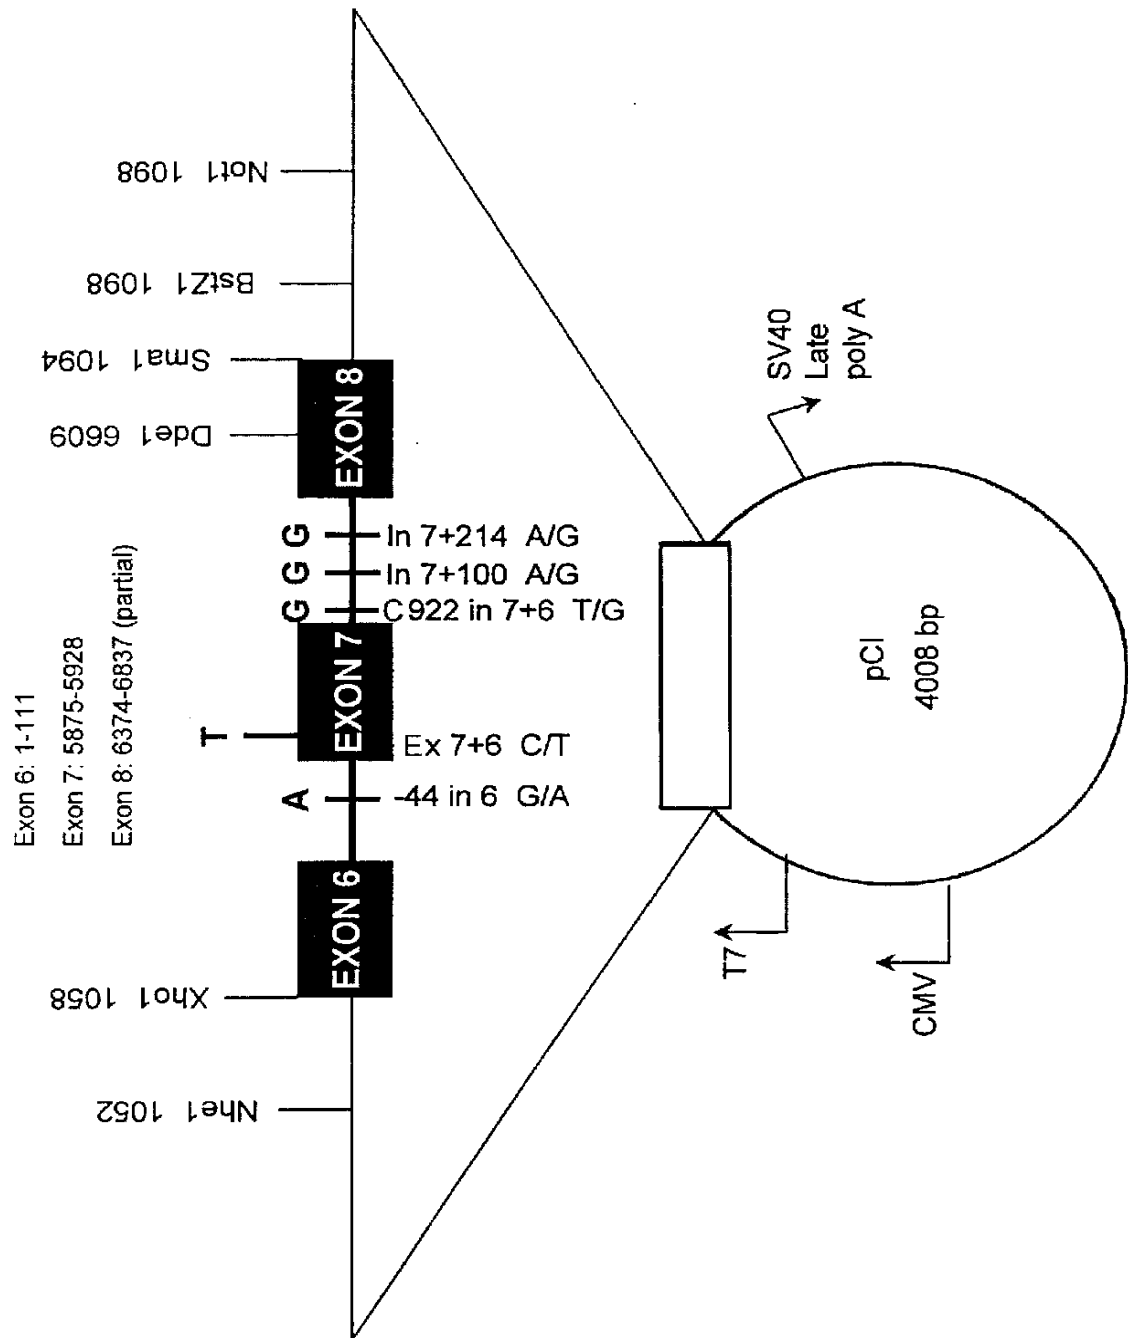 Exon 6: 1-111
Exon 7: 5875-5928
Exon 8: 6374-6837 (partial)
Nhe1 1052
Xho1 1058
Dde1 6609
Sma1 1094
BstZ1 1098
Not1 1098
A
T
G
G
G
EXON 6
EXON 7
EXON 8
-44 in 6 G/A
Ex 7+6 C/T
C922 in 7+6 T/G
In 7+100 A/G
In 7+214 A/G
T7
CMV
pCI
4008 bp
SV40
Late
poly A